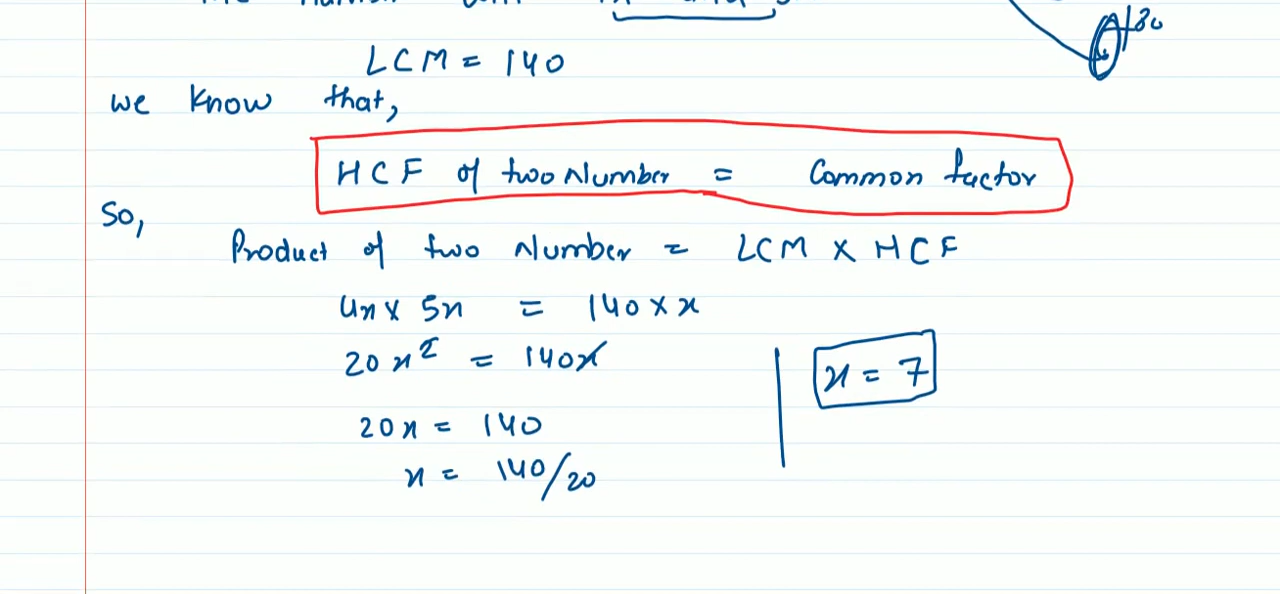 LCM = 140
we know that,
HCF of two Number = Common factor
So,
Product of two Number = LCM X HCF
4x x 5x = 140 x x
20x² = 140x
x = 7
20x = 140
x = 140/20